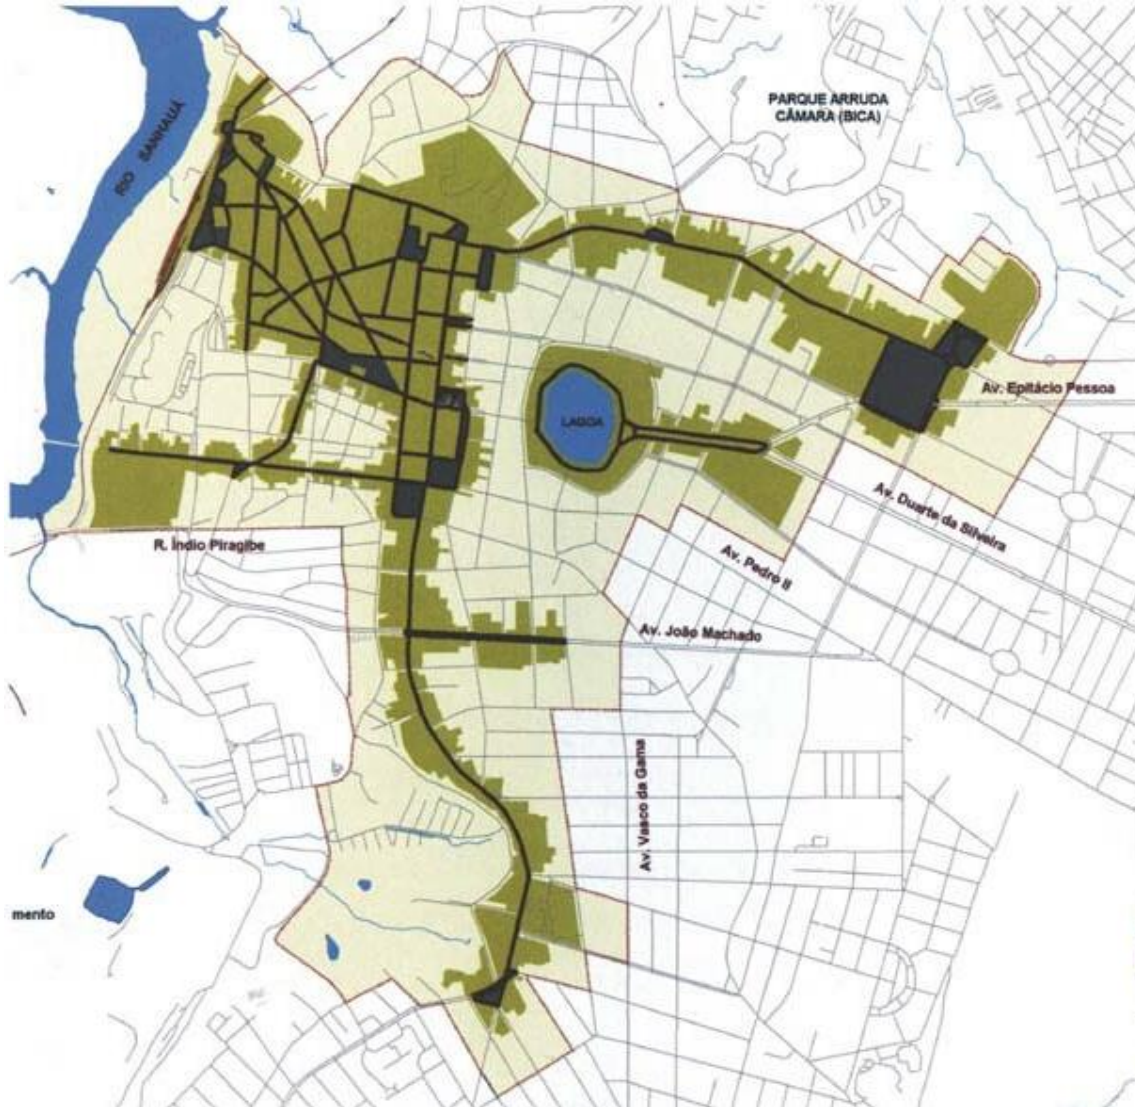 PARQUE ARRUDA
CÂMARA (BICA)
RIO SANHAUÁ
Av. Epitácio Pessoa
LAGOA
Av. Duarte da Silveira
R. Índio Piragibe
Av. Pedro II
Av. João Machado
Av. Vasco da Gama
mento